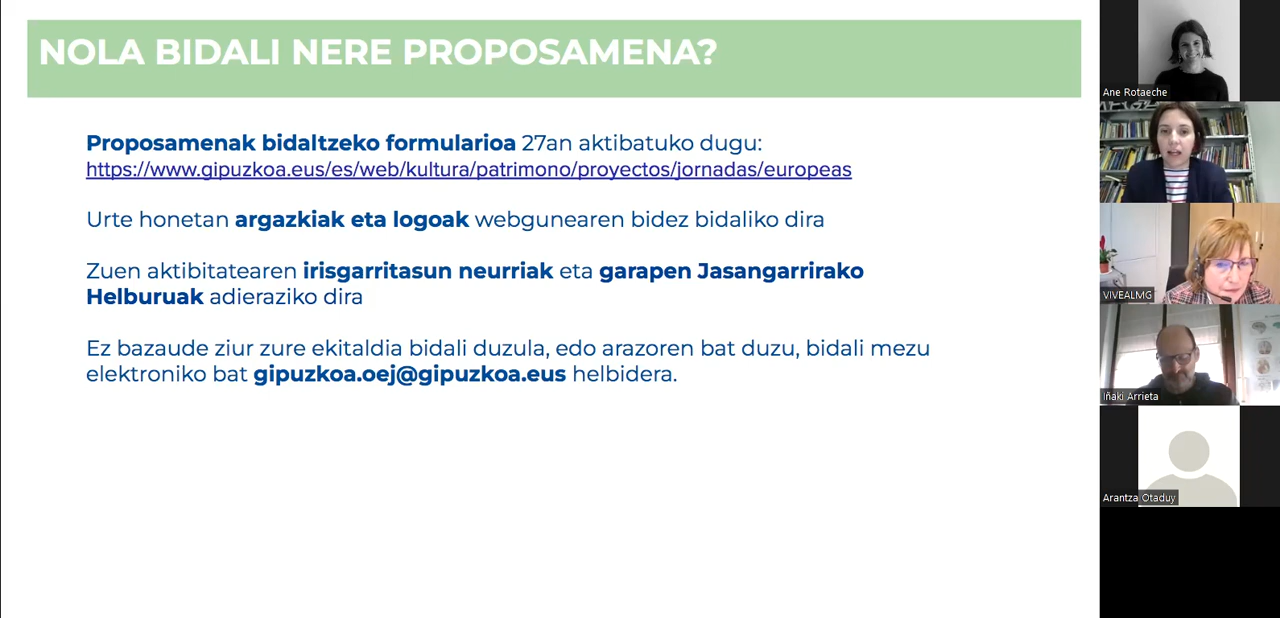 NOLA BIDALI NERE PROPOSAMENA?
Proposamenak bidaltzeko formularioa 27an aktibatuko dugu:
https://www.gipuzkoa.eus/es/web/kultura/patrimono/proyectos/jornadas/europeas
Urte honetan argazkiak eta logoak webgunearen bidez bidaliko dira
Zuen aktibitatearen irisgarritasun neurriak eta garapen Jasangarrirako
Helburuak adieraziko dira
Ez bazaude ziur zure ekitaldia bidali duzula, edo arazoren bat duzu, bidali mezu
elektroniko bat gipuzkoa.oej@gipuzkoa.eus helbidera.
Ane Rotaeche
VIVEALMG
Iñaki Arrieta
Arantza Otaduy